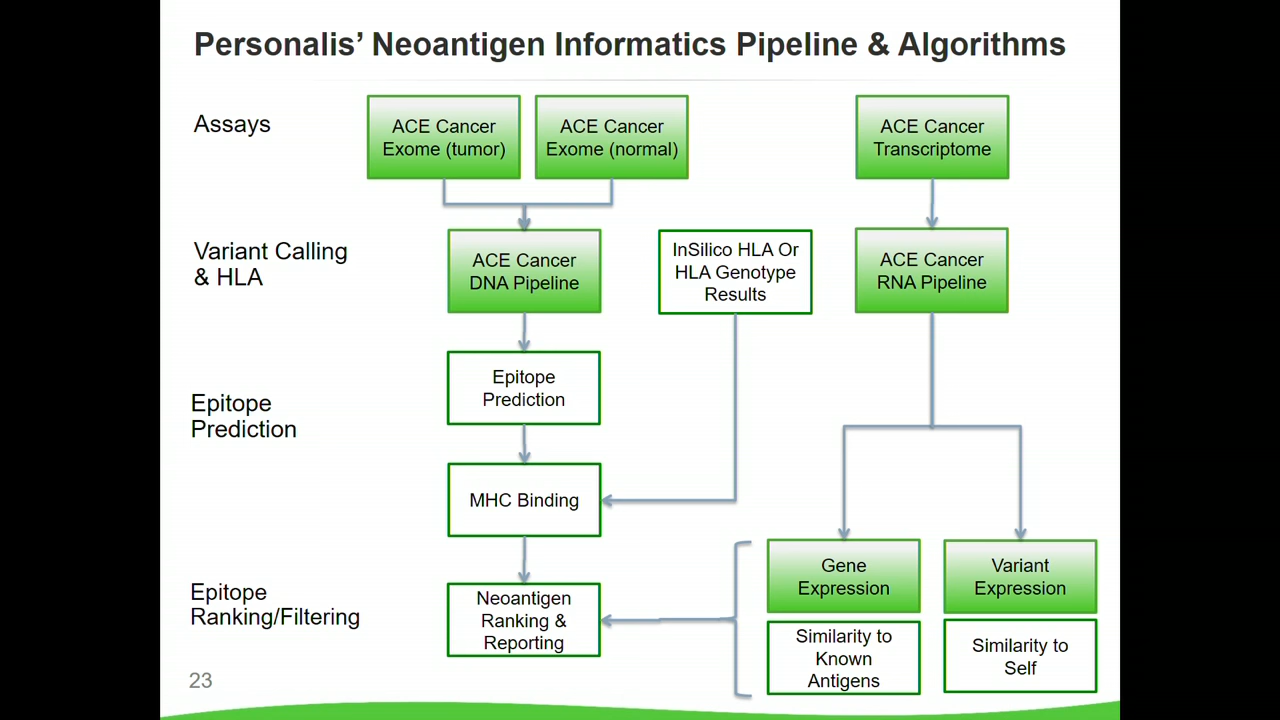 Personalis’ Neoantigen Informatics Pipeline & Algorithms
Assays
ACE Cancer
Exome (tumor)
ACE Cancer
Exome (normal)
ACE Cancer
Transcriptome
Variant Calling
& HLA
ACE Cancer
DNA Pipeline
InSilico HLA Or
HLA Genotype
Results
ACE Cancer
RNA Pipeline
Epitope
Prediction
Epitope
Prediction
MHC Binding
Epitope
Ranking/Filtering
Neoantigen
Ranking &
Reporting
Gene
Expression
Variant
Expression
Similarity to
Known
Antigens
Similarity to
Self
23